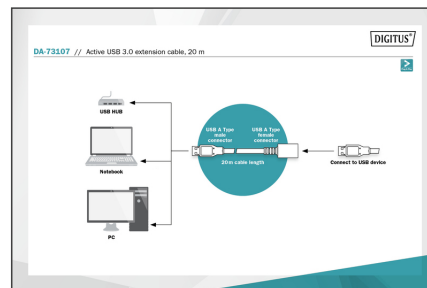 DIGITUS®
DA-73107 // Active USB 3.0 extension cable, 20 m
USB HUB
USB A Type
male
connector
USB A Type
female
connector
20m cable length
Connect to USB device
Notebook
PC